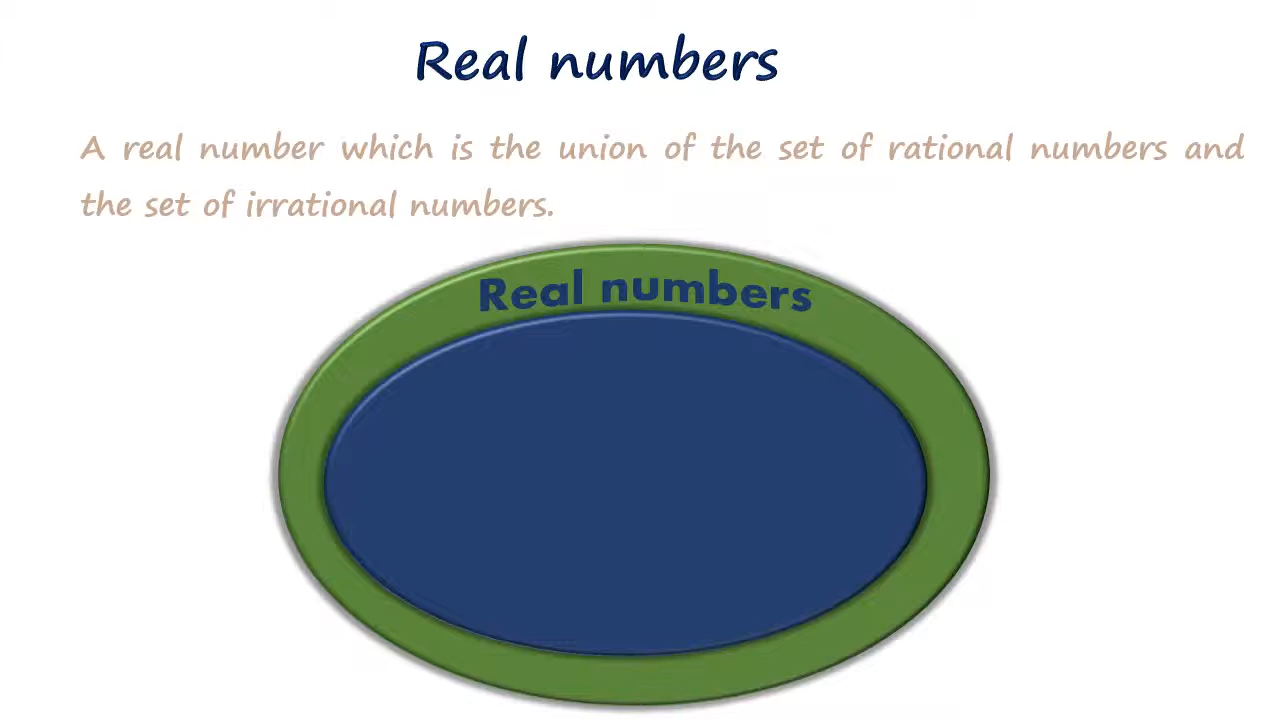 Real numbers
A real number which is the union of the set of rational numbers and
the set of irrational numbers.
Real numbers